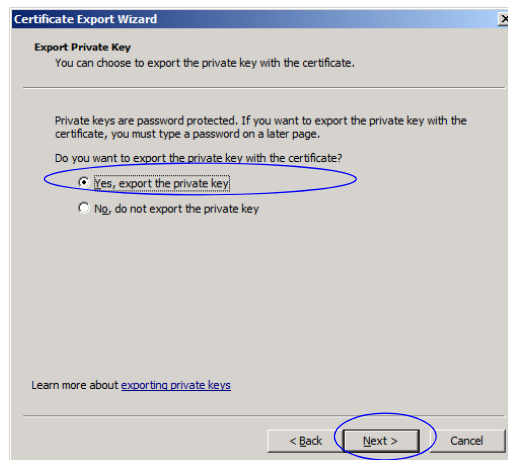 Certificate Export Wizard
Export Private Key
You can choose to export the private key with the certificate.
Private keys are password protected. If you want to export the private key with the
certificate, you must type a password on a later page.
Do you want to export the private key with the certificate?
Yes, export the private key
No, do not export the private key
Learn more about exporting private keys
< Back Next > Cancel